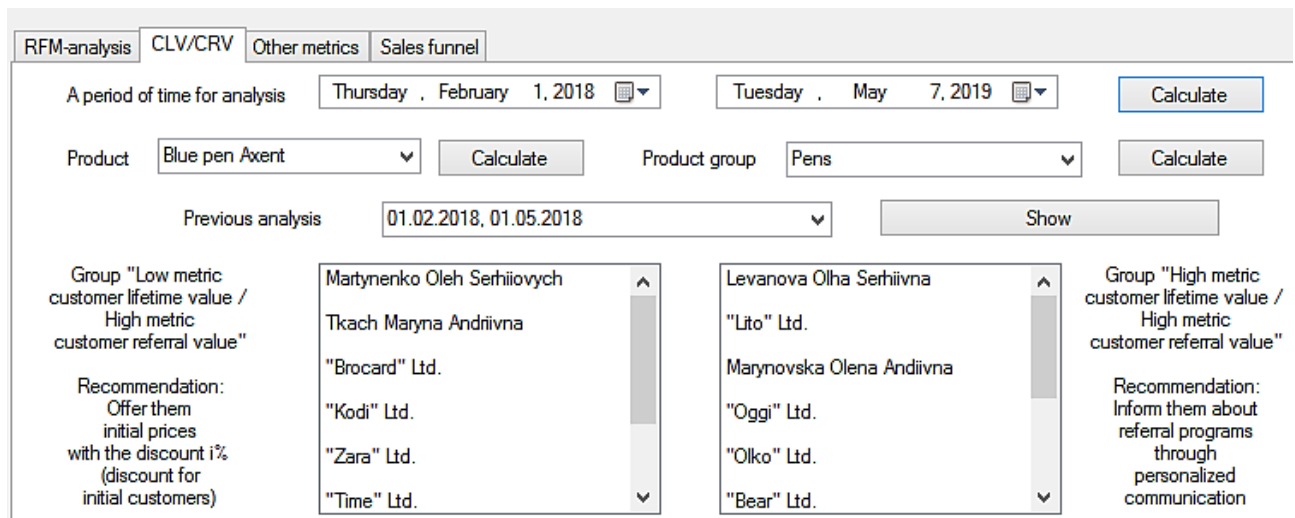 RFM-analysis CLV/CRV Other metrics Sales funnel
A period of time for analysis Thursday , February 1, 2018 Tuesday , May 7, 2019 Calculate
Product Blue pen Axent Calculate Product group Pens Calculate
Previous analysis 01.02.2018, 01.05.2018 Show
Group "Low metric
customer lifetime value /
High metric
customer referral value"
Recommendation:
Offer them
initial prices
with the discount i%
(discount for
initial customers)
Martynenko Oleh Serhiiovych
Tkach Maryna Andriivna
"Brocard" Ltd.
"Kodi" Ltd.
"Zara" Ltd.
"Time" Ltd.
Levanova Olha Serhiivna
"Lito" Ltd.
Marynovska Olena Andiivna
"Oggi" Ltd.
"Olko" Ltd.
"Bear" Ltd.
Group "High metric
customer lifetime value /
High metric
customer referral value"
Recommendation:
Inform them about
referral programs
through
personalized
communication